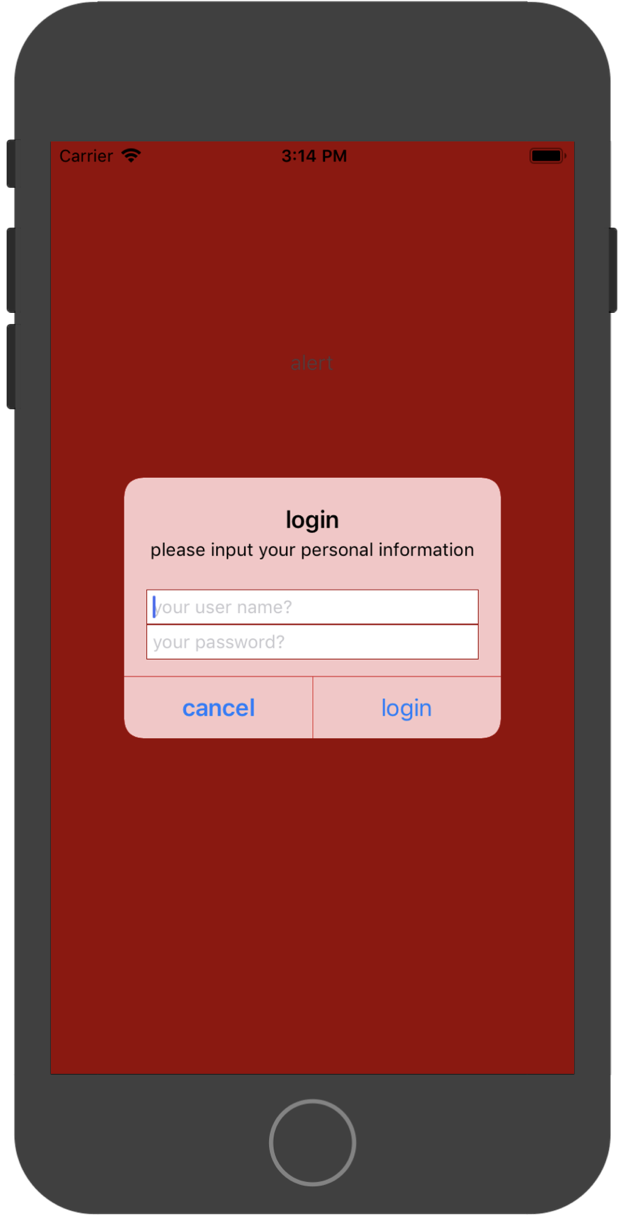 Carrier 3:14 PM
alert
login
please input your personal information
your user name?
your password?
cancel login